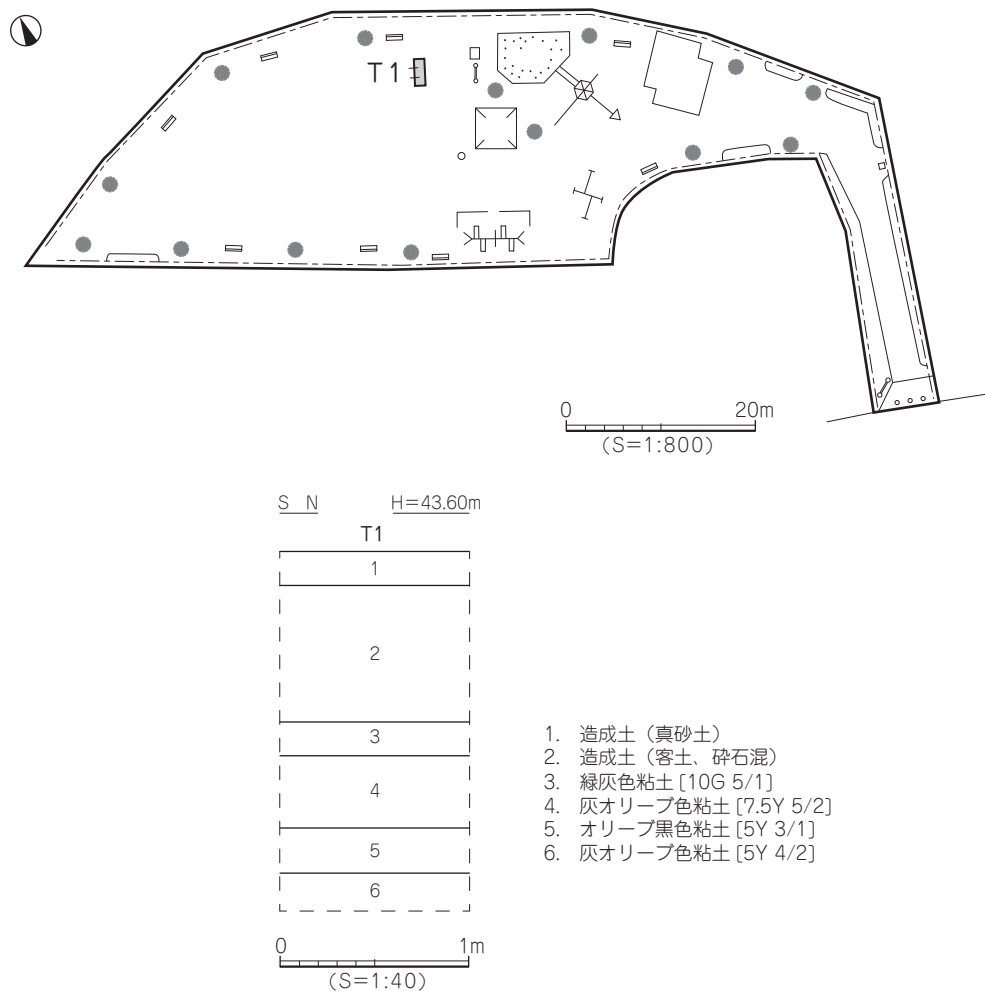 T1
0 20m
(S=1:800)
S N H=43.60m
T1
1
2
3
4
5
6
1. 造成土（真砂土）
2. 造成土（客土、砕石混）
3. 緑灰色粘土 [10G 5/1]
4. 灰オリーブ色粘土 [7.5Y 5/2]
5. オリーブ黒色粘土 [5Y 3/1]
6. 灰オリーブ色粘土 [5Y 4/2]
0 1m
(S=1:40)